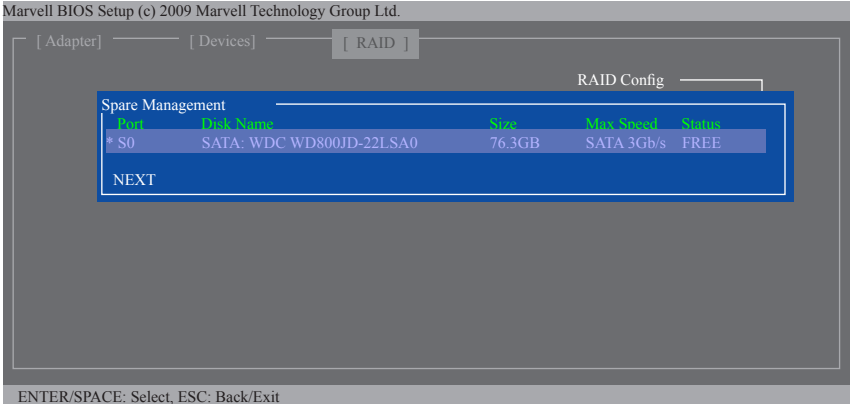 Marvell BIOS Setup (c) 2009 Marvell Technology Group Ltd.
[ Adapter] [ Devices] [ RAID ]
RAID Config
Spare Management
Port Disk Name Size Max Speed Status
* S0 SATA: WDC WD800JD-22LSA0 76.3GB SATA 3Gb/s FREE
NEXT
ENTER/SPACE: Select, ESC: Back/Exit